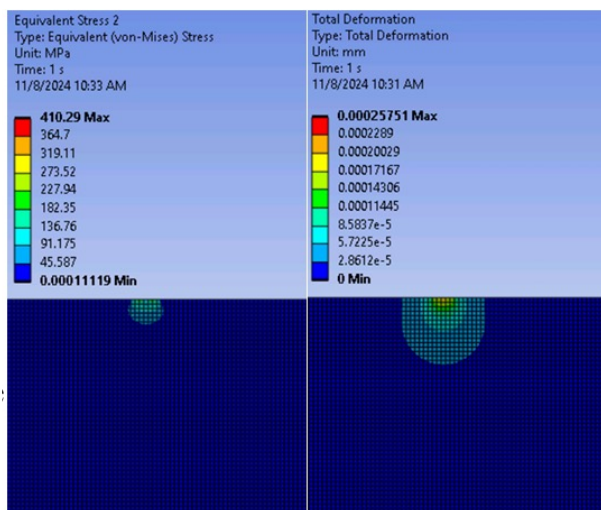 Equivalent Stress 2
Type: Equivalent (von-Mises) Stress
Unit: MPa
Time: 1 s
11/8/2024 10:33 AM
410.29 Max
364.7
319.11
273.52
227.94
182.35
136.76
91.175
45.587
0.00011119 Min
Total Deformation
Type: Total Deformation
Unit: mm
Time: 1 s
11/8/2024 10:31 AM
0.00025751 Max
0.0002289
0.00020029
0.00017167
0.00014306
0.00011445
8.5837e-5
5.7225e-5
2.8612e-5
0 Min